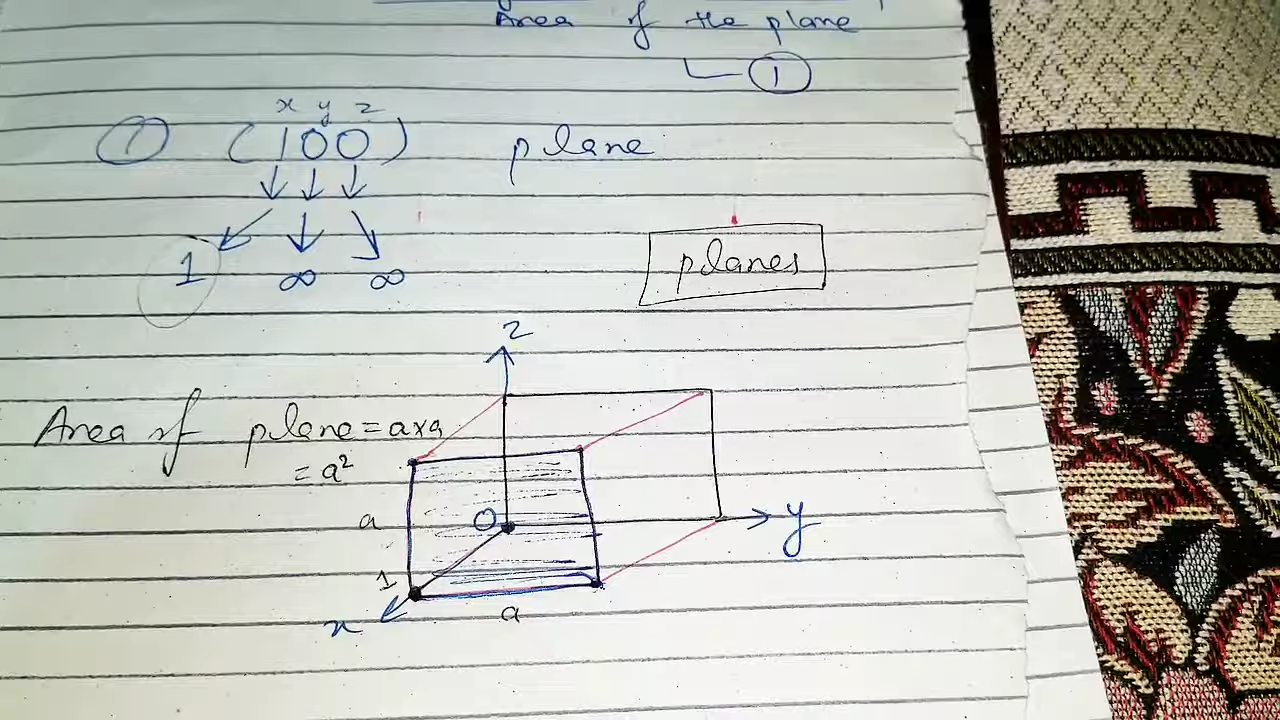 Area of the plane
①
x y z
① (100) plane
1 ∞ ∞
planes
z
Area of plane = a×a
= a²
a
O
y
1
x
a